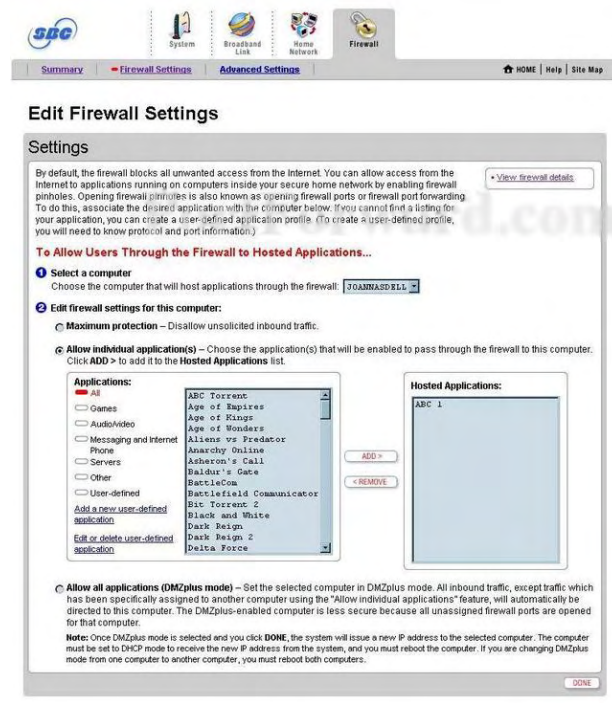 SBC
System
Broadband
Link
Home
Network
Firewall
Summary
Firewall Settings
Advanced Settings
HOME | Help | Site Map
Edit Firewall Settings
Settings
By default, the firewall blocks all unwanted access from the Internet. You can allow access from the
Internet to applications running on computers inside your secure home network by enabling firewall
pinholes. Opening firewall pinholes is also known as opening firewall ports or firewall port forwarding.
To do this, associate the desired application with the computer below. If you cannot find a listing for
your application, you can create a user-defined application profile. (To create a user-defined profile,
you will need to know protocol and port information.)
• View firewall details
To Allow Users Through the Firewall to Hosted Applications...
1 Select a computer
Choose the computer that will host applications through the firewall: JOANNASDELL
2 Edit firewall settings for this computer:
Maximum protection – Disallow unsolicited inbound traffic.
Allow individual application(s) – Choose the application(s) that will be enabled to pass through the firewall to this computer.
Click ADD > to add it to the Hosted Applications list.
Applications:
All
Games
Audio/video
Messaging and Internet
Phone
Servers
Other
User-defined
Add a new user-defined
application
Edit or delete user-defined
application
ABC Torrent
Age of Empires
Age of Kings
Age of Wonders
Aliens vs Predator
Anarchy Online
Asheron's Call
Baldur's Gate
BattleCom
Battlefield Communicator
Bit Torrent 2
Black and White
Dark Reign
Dark Reign 2
Delta Force
ADD >
< REMOVE
Hosted Applications:
ABC 1
Allow all applications (DMZplus mode) – Set the selected computer in DMZplus mode. All inbound traffic, except traffic which
has been specifically assigned to another computer using the "Allow individual applications" feature, will automatically be
directed to this computer. The DMZplus-enabled computer is less secure because all unassigned firewall ports are opened
for that computer.
Note: Once DMZplus mode is selected and you click DONE, the system will issue a new IP address to the selected computer. The computer
must be set to DHCP mode to receive the new IP address from the system, and you must reboot the computer. If you are changing DMZplus
mode from one computer to another computer, you must reboot both computers.
DONE